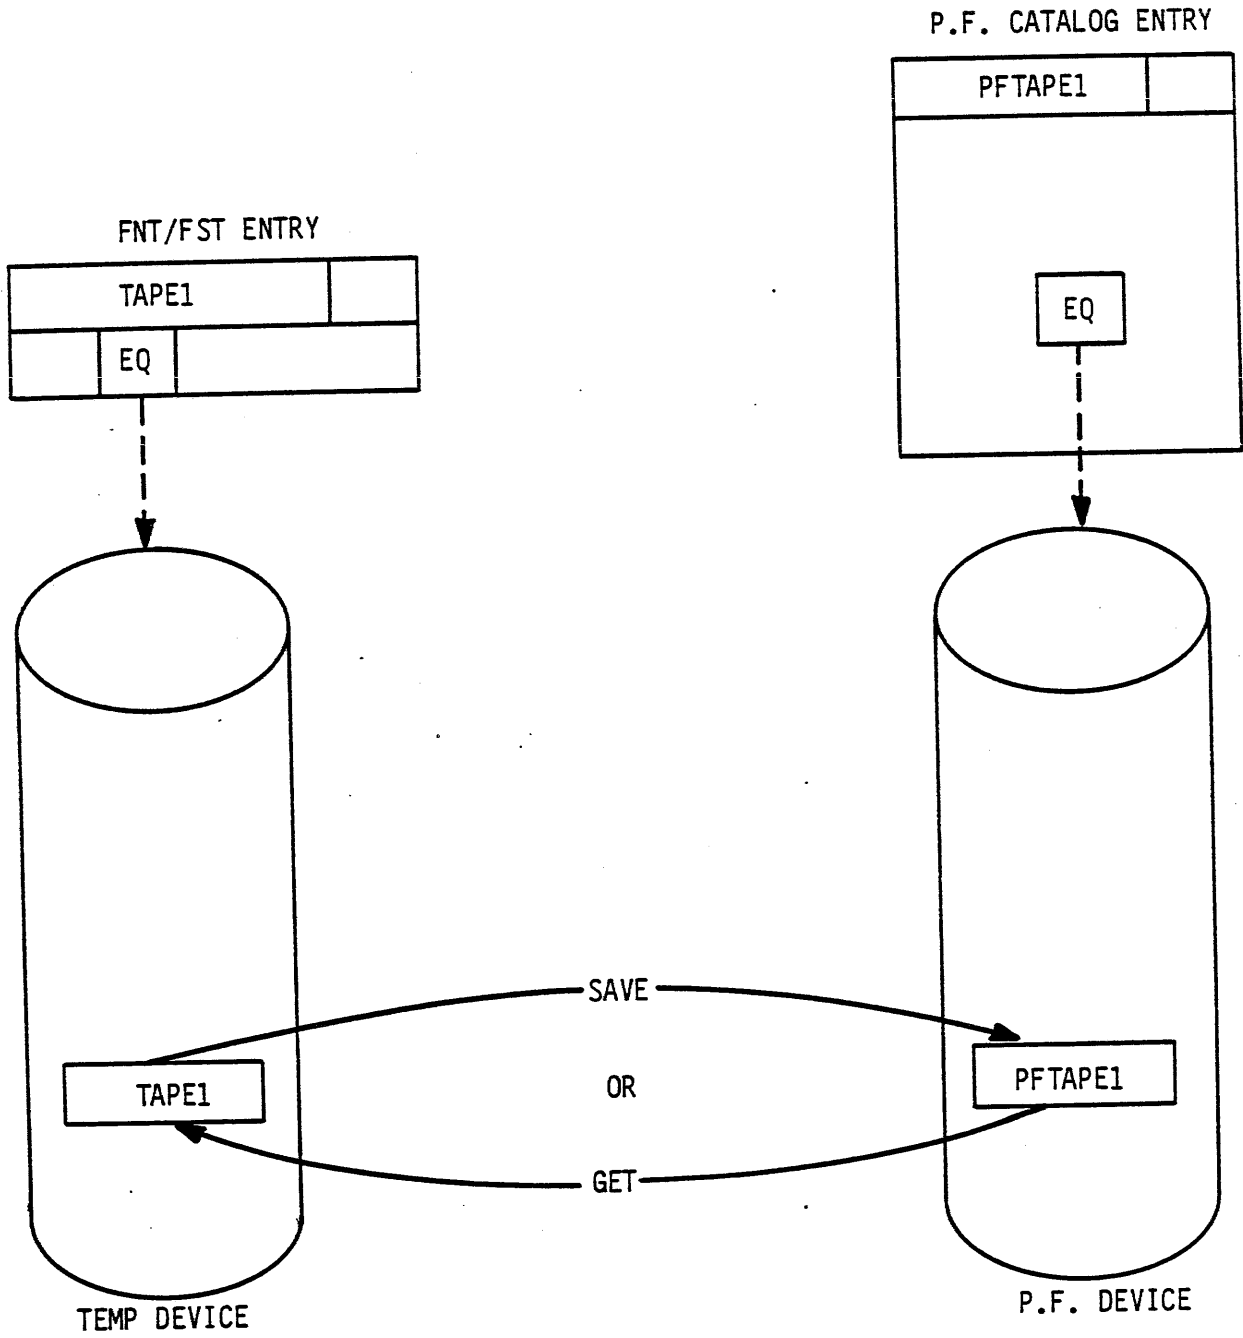 P.F. CATALOG ENTRY
PFTAPE1
FNT/FST ENTRY
TAPE1
EQ
EQ
SAVE
OR
TAPE1
PFTAPE1
GET
TEMP DEVICE
P.F. DEVICE